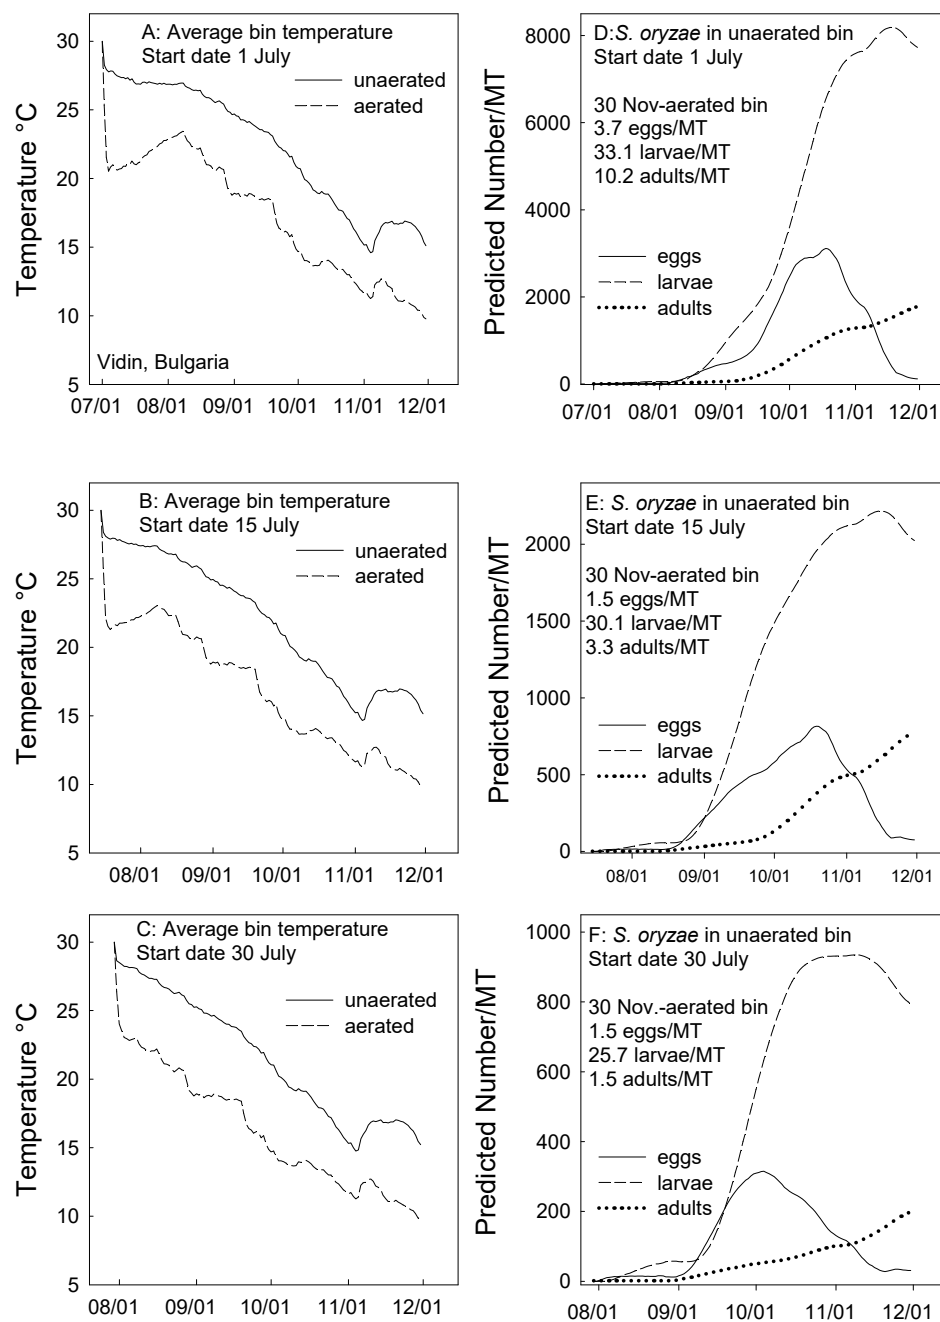 A: Average bin temperature
Start date 1 July
unaerated
aerated
Temperature °C
30
25
20
15
10
5
Vidin, Bulgaria
07/01 08/01 09/01 10/01 11/01 12/01
D:S. oryzae in unaerated bin
Start date 1 July
30 Nov-aerated bin
3.7 eggs/MT
33.1 larvae/MT
10.2 adults/MT
eggs
larvae
adults
Predicted Number/MT
8000
6000
4000
2000
0
07/01 08/01 09/01 10/01 11/01 12/01
B: Average bin temperature
Start date 15 July
unaerated
aerated
Temperature °C
30
25
20
15
10
5
08/01 09/01 10/01 11/01 12/01
E: S. oryzae in unaerated bin
Start date 15 July
30 Nov-aerated bin
1.5 eggs/MT
30.1 larvae/MT
3.3 adults/MT
eggs
larvae
adults
Predicted Number/MT
2000
1500
1000
500
0
08/01 09/01 10/01 11/01 12/01
C: Average bin temperature
Start date 30 July
unaerated
aerated
Temperature °C
30
25
20
15
10
5
08/01 09/01 10/01 11/01 12/01
F: S. oryzae in unaerated bin
Start date 30 July
30 Nov.-aerated bin
1.5 eggs/MT
25.7 larvae/MT
1.5 adults/MT
eggs
larvae
adults
Predicted Number/MT
1000
800
600
400
200
0
08/01 09/01 10/01 11/01 12/01